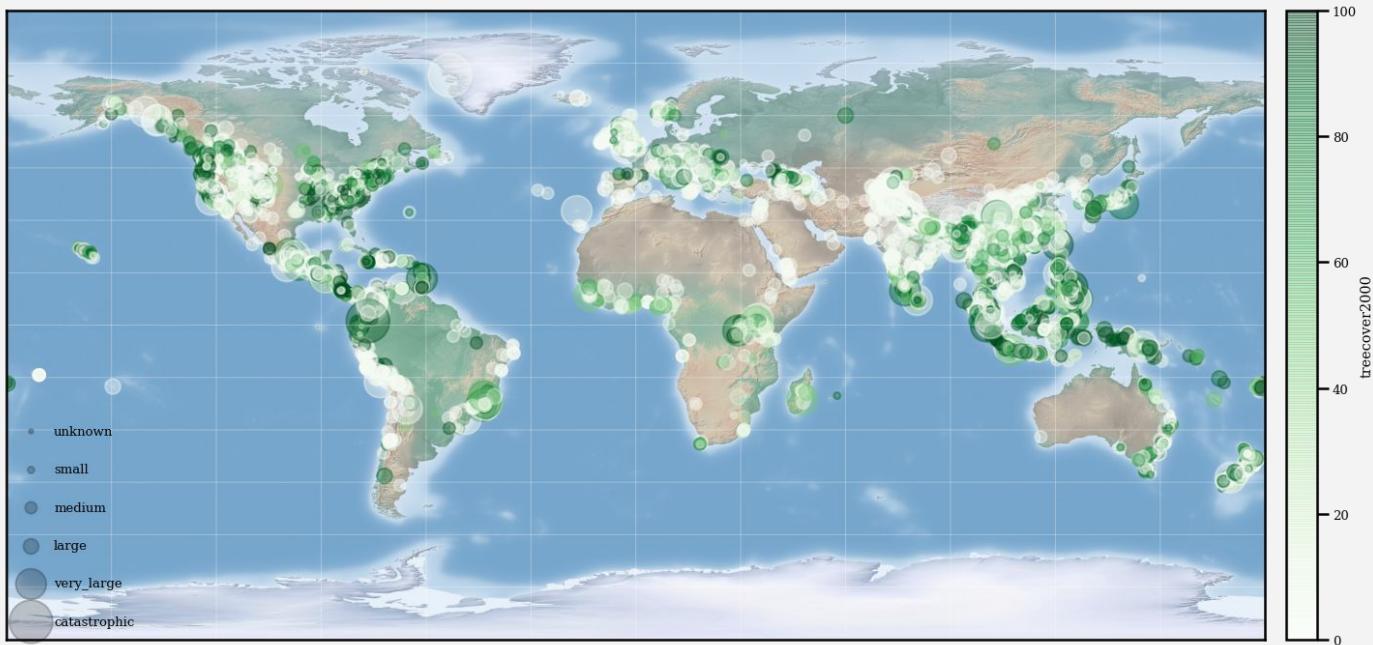 unknown
small
medium
large
very_large
catastrophic
100
80
60
40
20
0
treecover2000